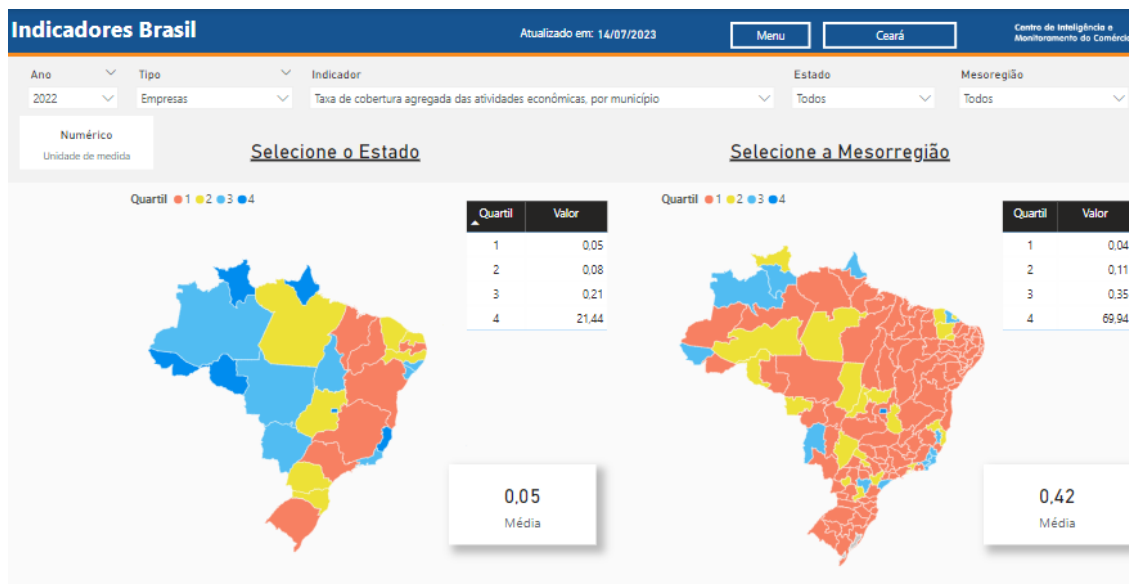 Indicadores Brasil
Atualizado em: 14/07/2023
Menu
Ceará
Centro de Inteligência e
Monitoramento do Comércio
Ano
Tipo
Indicador
Estado
Mesoregião
2022
Empresas
Taxa de cobertura agregada das atividades econômicas, por município
Todos
Todos
Numérico
Unidade de medida
Selecione o Estado
Selecione a Mesorregião
Quartil 1 2 3 4
Quartil Valor
1 0,05
2 0,08
3 0,21
4 21,44
0,05
Média
Quartil 1 2 3 4
Quartil Valor
1 0,04
2 0,11
3 0,35
4 69,94
0,42
Média